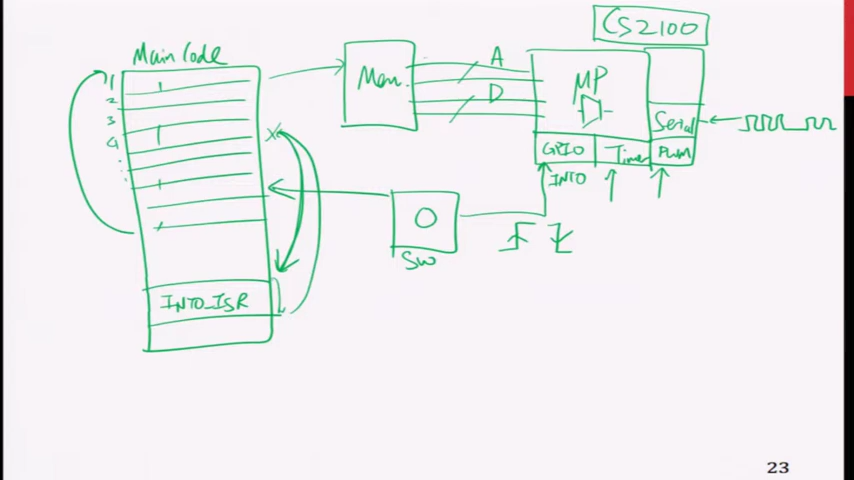 CS2100
Main Code
1
2
3
4
Mem.
A
D
MP
Serial
GPIO
Timer
PWM
INT0
SW
INT0_ISR
23